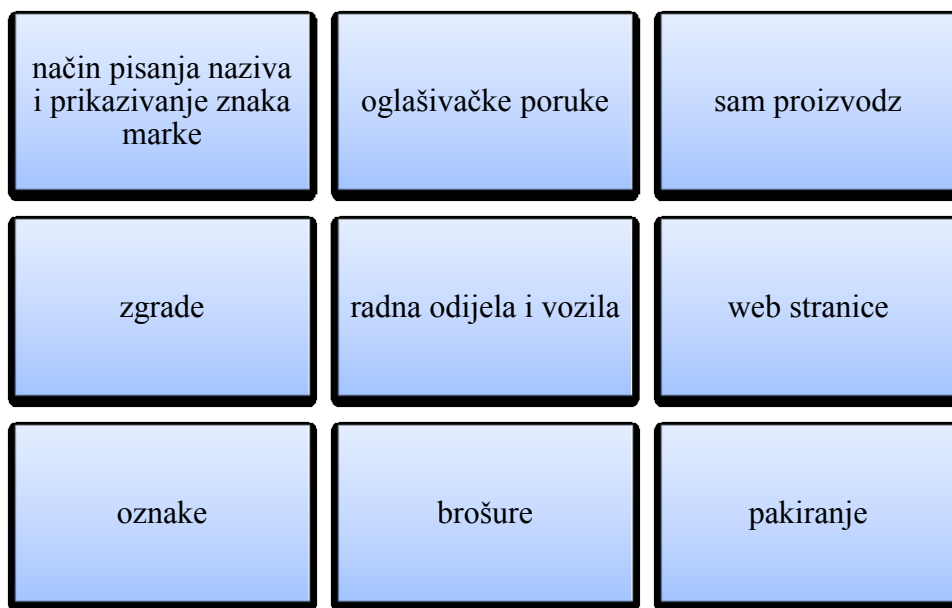 način pisanja naziva
i prikazivanje znaka
marke
oglašivačke poruke
sam proizvodz
zgrade
radna odijela i vozila
web stranice
oznake
brošure
pakiranje